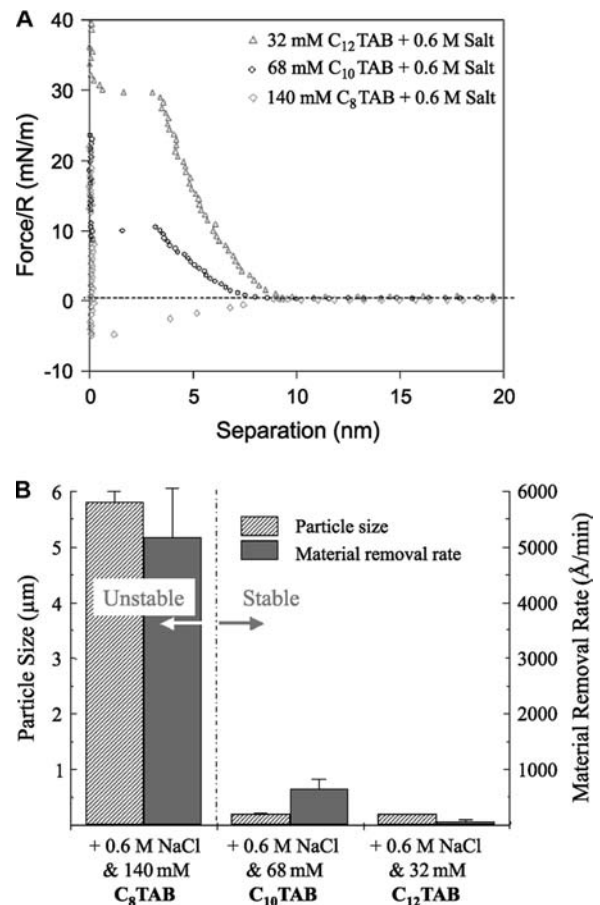 A
40
30
20
10
0
-10
Force/R (mN/m)
32 mM C₁₂TAB + 0.6 M Salt
68 mM C₁₀TAB + 0.6 M Salt
140 mM C₈TAB + 0.6 M Salt
0 5 10 15 20
Separation (nm)
B
6
5
4
3
2
1
Particle Size (µm)
Particle size
Material removal rate
Unstable Stable
6000
5000
4000
3000
2000
1000
Material Removal Rate (Å/min)
+ 0.6 M NaCl
& 140 mM
C₈TAB
+ 0.6 M NaCl
& 68 mM
C₁₀TAB
+ 0.6 M NaCl
& 32 mM
C₁₂TAB